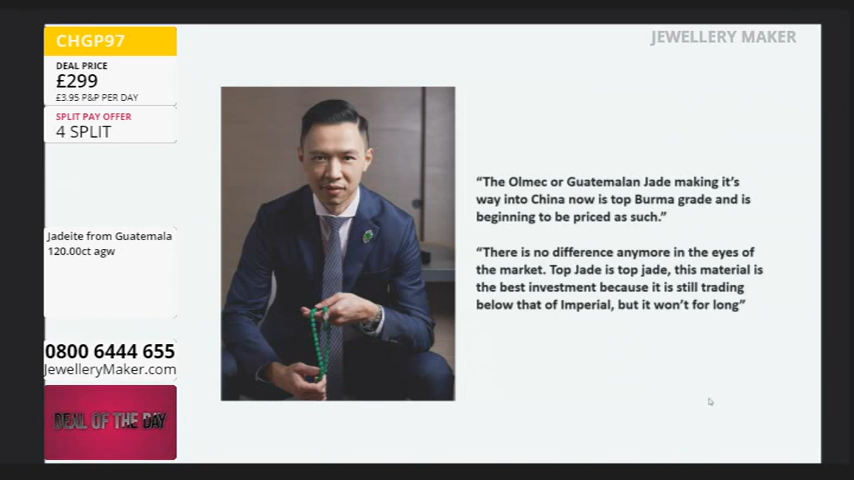 CHGP97
DEAL PRICE
£299
£3.95 P&P PER DAY
SPLIT PAY OFFER
4 SPLIT
Jadeite from Guatemala
120.00ct agw
0800 6444 655
JewelleryMaker.com
DEAL OF THE DAY
JEWELLERY MAKER
“The Olmec or Guatemalan Jade making it’s
way into China now is top Burma grade and is
beginning to be priced as such.”
“There is no difference anymore in the eyes of
the market. Top Jade is top jade, this material is
the best investment because it is still trading
below that of Imperial, but it won’t for long”